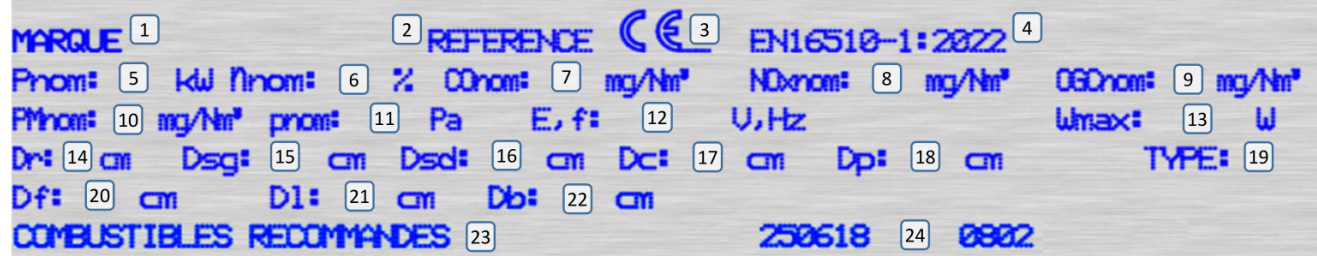 MARQUE 1 2 REFERENCE CE 3 EN16510-1:2022 4
Pnom: 5 kW ηnom: 6 % COnom: 7 mg/Nm³ NOxnom: 8 mg/Nm³ OGCnom: 9 mg/Nm³
PMnom: 10 mg/Nm³ pnom: 11 Pa E,f: 12 V,Hz Wmax: 13 W
Dr: 14 cm Dsg: 15 cm Dsd: 16 cm Dc: 17 cm Dp: 18 cm TYPE: 19
Df: 20 cm Dl: 21 cm Db: 22 cm
COMBUSTIBLES RECOMMANDES 23 250618 24 0802